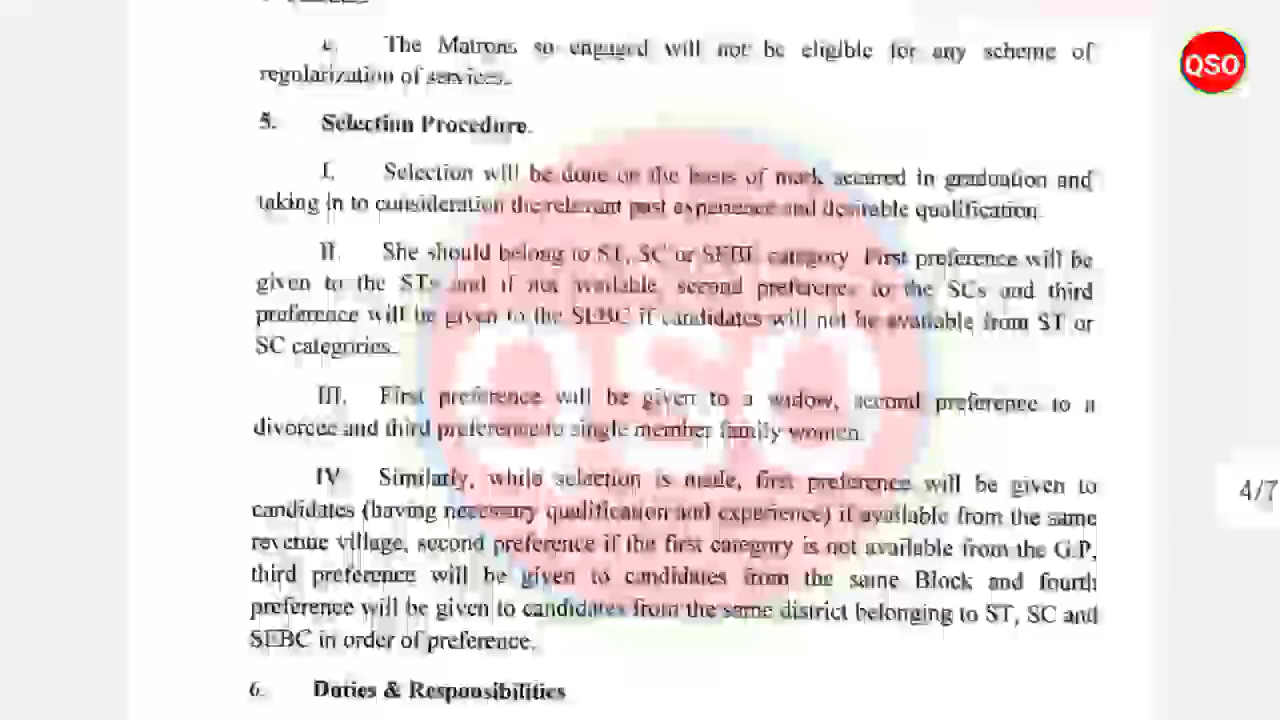 c. The Matrons so engaged will not be eligible for any scheme of
regularization of services.
QSO
5. Selection Procedure.
I. Selection will be done on the basis of mark secured in graduation and
taking in to consideration the relevant past experience and desirable qualification.
II. She should belong to ST, SC or SEBC category. First preference will be
given to the STs and if not available, second preference to the SCs and third
preference will be given to the SEBC if candidates will not be available from ST or
SC categories.
III. First preference will be given to a widow, second preference to a
divorcee and third preference to single member family women.
QSO
IV Similarly, while selection is made, first preference will be given to
candidates (having necessary qualification and experience) if available from the same
revenue village, second preference if the first category is not available from the G.P,
third preference will be given to candidates from the same Block and fourth
preference will be given to candidates from the same district belonging to ST, SC and
SEBC in order of preference.
4/7
6. Duties & Responsibilities